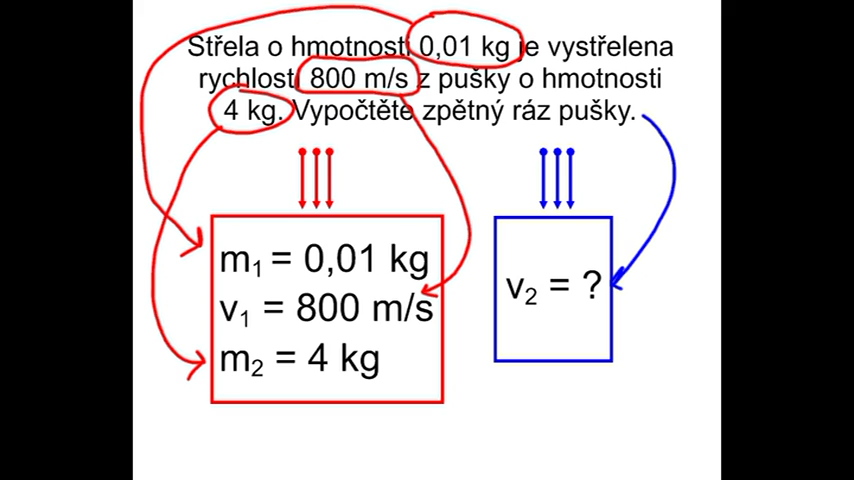 Střela o hmotnosti 0,01 kg je vystřelena
rychlostí 800 m/s z pušky o hmotnosti
4 kg. Vypočtěte zpětný ráz pušky.
m₁ = 0,01 kg
v₁ = 800 m/s
m₂ = 4 kg
v₂ = ?